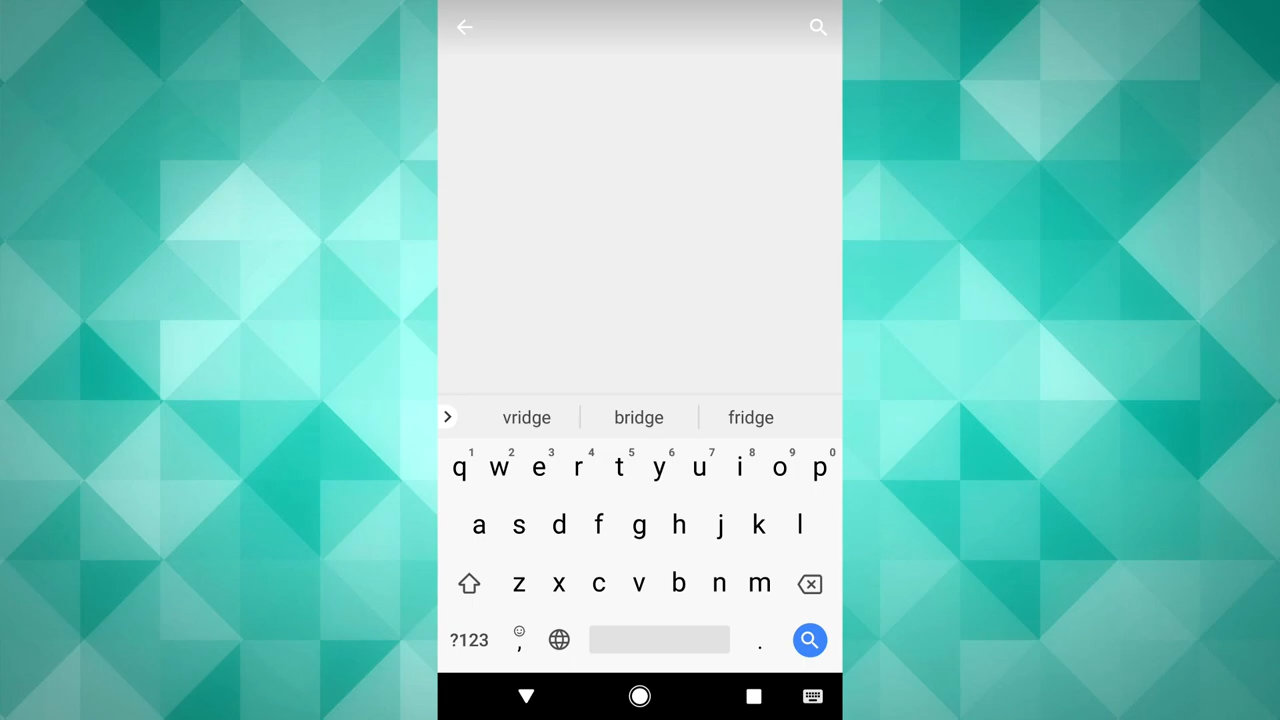 vridge bridge fridge
1 2 3 4 5 6 7 8 9 0
q w e r t y u i o p
a s d f g h j k l
z x c v b n m
?123 , .